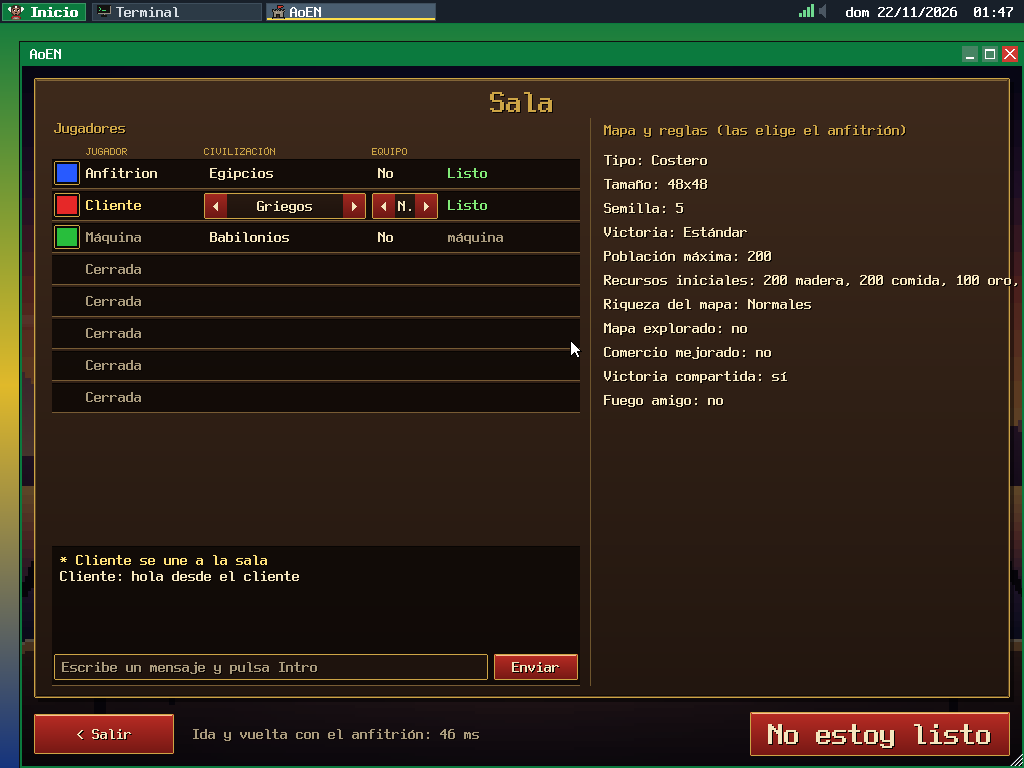 Inicio Terminal AoEN dom 22/11/2026 01:47
AoEN
Sala
Jugadores
JUGADOR CIVILIZACIÓN EQUIPO
Anfitrion Egipcios No Listo
Cliente Griegos N. Listo
Máquina Babilonios No máquina
Cerrada
Cerrada
Cerrada
Cerrada
Cerrada
* Cliente se une a la sala
Cliente: hola desde el cliente
Escribe un mensaje y pulsa Intro Enviar
Mapa y reglas (las elige el anfitrión)
Tipo: Costero
Tamaño: 48x48
Semilla: 5
Victoria: Estándar
Población máxima: 200
Recursos iniciales: 200 madera, 200 comida, 100 oro,
Riqueza del mapa: Normales
Mapa explorado: no
Comercio mejorado: no
Victoria compartida: sí
Fuego amigo: no
< Salir Ida y vuelta con el anfitrión: 46 ms No estoy listo